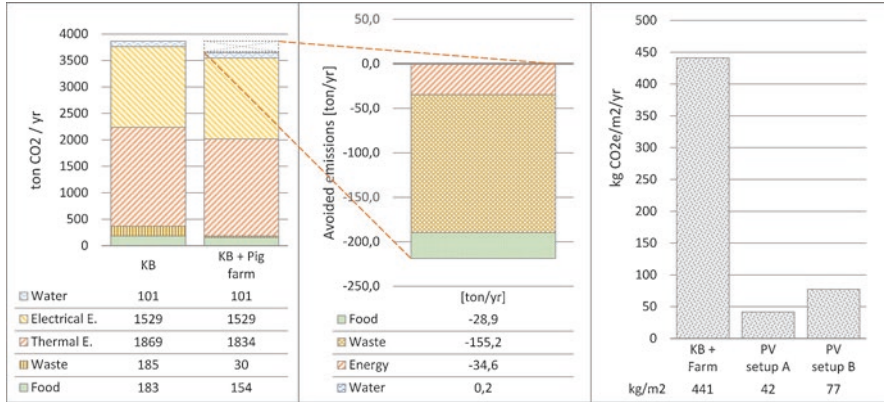 ton CO2 / yr
4000
3500
3000
2500
2000
1500
1000
500
0
KB
KB + Pig
farm
Water 101 101
Electrical E. 1529 1529
Thermal E. 1869 1834
Waste 185 30
Food 183 154
Avoided emissions [ton/yr]
50,0
0,0
-50,0
-100,0
-150,0
-200,0
-250,0
[ton/yr]
Food -28,9
Waste -155,2
Energy -34,6
Water 0,2
kg CO2e/m2/yr
500
450
400
350
300
250
200
150
100
50
0
KB +
Farm
PV
setup A
PV
setup B
kg/m2 441 42 77